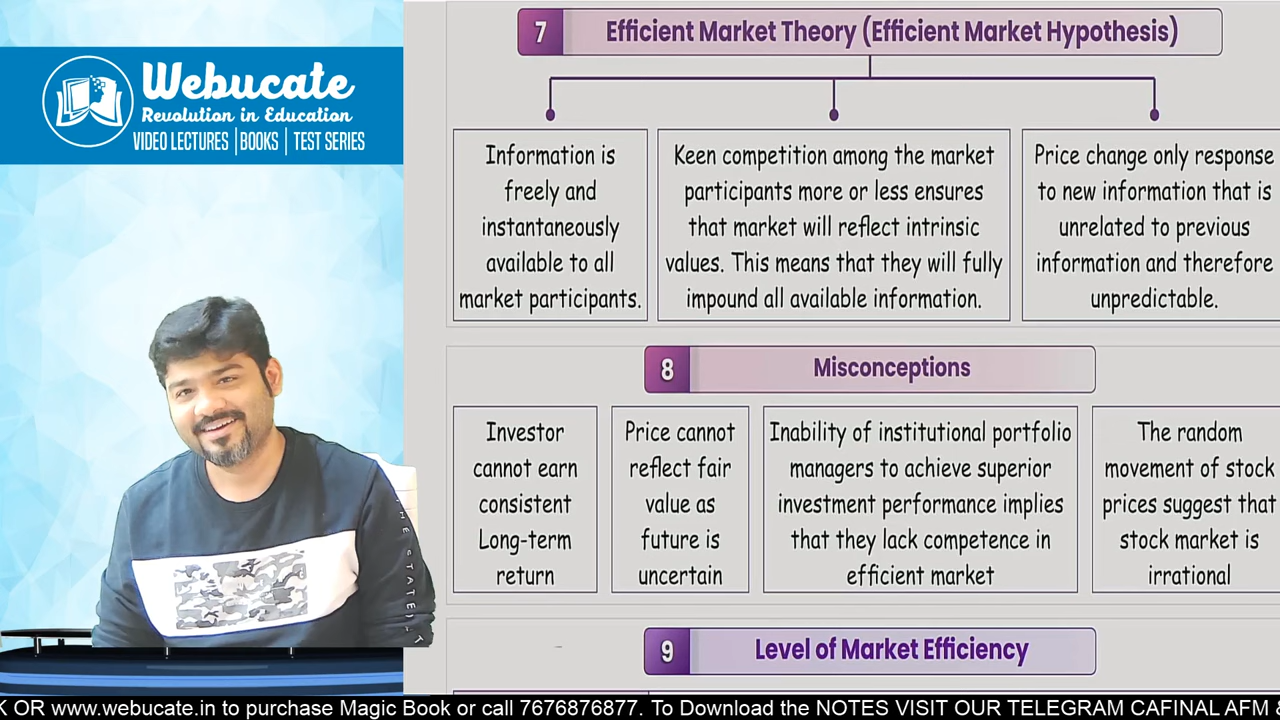 Webucate
Revolution in Education
VIDEO LECTURES | BOOKS | TEST SERIES
7 Efficient Market Theory (Efficient Market Hypothesis)
Information is
freely and
instantaneously
available to all
market participants.
Keen competition among the market
participants more or less ensures
that market will reflect intrinsic
values. This means that they will fully
impound all available information.
Price change only response
to new information that is
unrelated to previous
information and therefore
unpredictable.
8 Misconceptions
Investor
cannot earn
consistent
Long-term
return
Price cannot
reflect fair
value as
future is
uncertain
Inability of institutional portfolio
managers to achieve superior
investment performance implies
that they lack competence in
efficient market
The random
movement of stock
prices suggest that
stock market is
irrational
9 Level of Market Efficiency
K OR www.webucate.in to purchase Magic Book or call 7676876877. To Download the NOTES VISIT OUR TELEGRAM CAFINAL AFM &